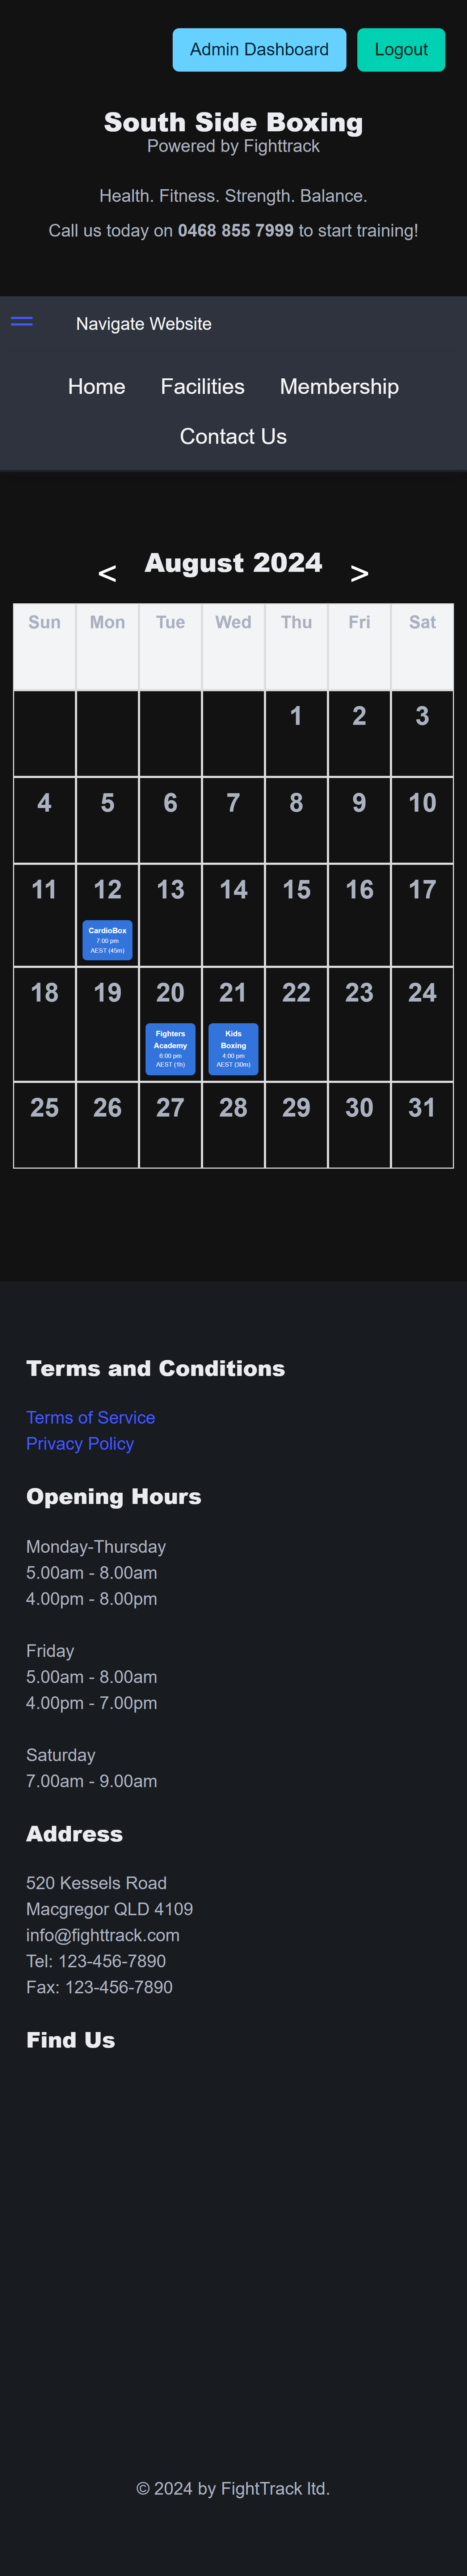 Admin Dashboard Logout
South Side Boxing
Powered by Fighttrack
Health. Fitness. Strength. Balance.
Call us today on 0468 855 7999 to start training!
Navigate Website
Home Facilities Membership
Contact Us
< August 2024 >
Sun Mon Tue Wed Thu Fri Sat
1 2 3
4 5 6 7 8 9 10
11 12 13 14 15 16 17
CardioBox
7:00 pm
AEST (45m)
18 19 20 21 22 23 24
Fighters Kids
Academy Boxing
6:00 pm 4:00 pm
AEST (1h) AEST (30m)
25 26 27 28 29 30 31
Terms and Conditions
Terms of Service
Privacy Policy
Opening Hours
Monday-Thursday
5.00am - 8.00am
4.00pm - 8.00pm
Friday
5.00am - 8.00am
4.00pm - 7.00pm
Saturday
7.00am - 9.00am
Address
520 Kessels Road
Macgregor QLD 4109
info@fighttrack.com
Tel: 123-456-7890
Fax: 123-456-7890
Find Us
© 2024 by FightTrack ltd.